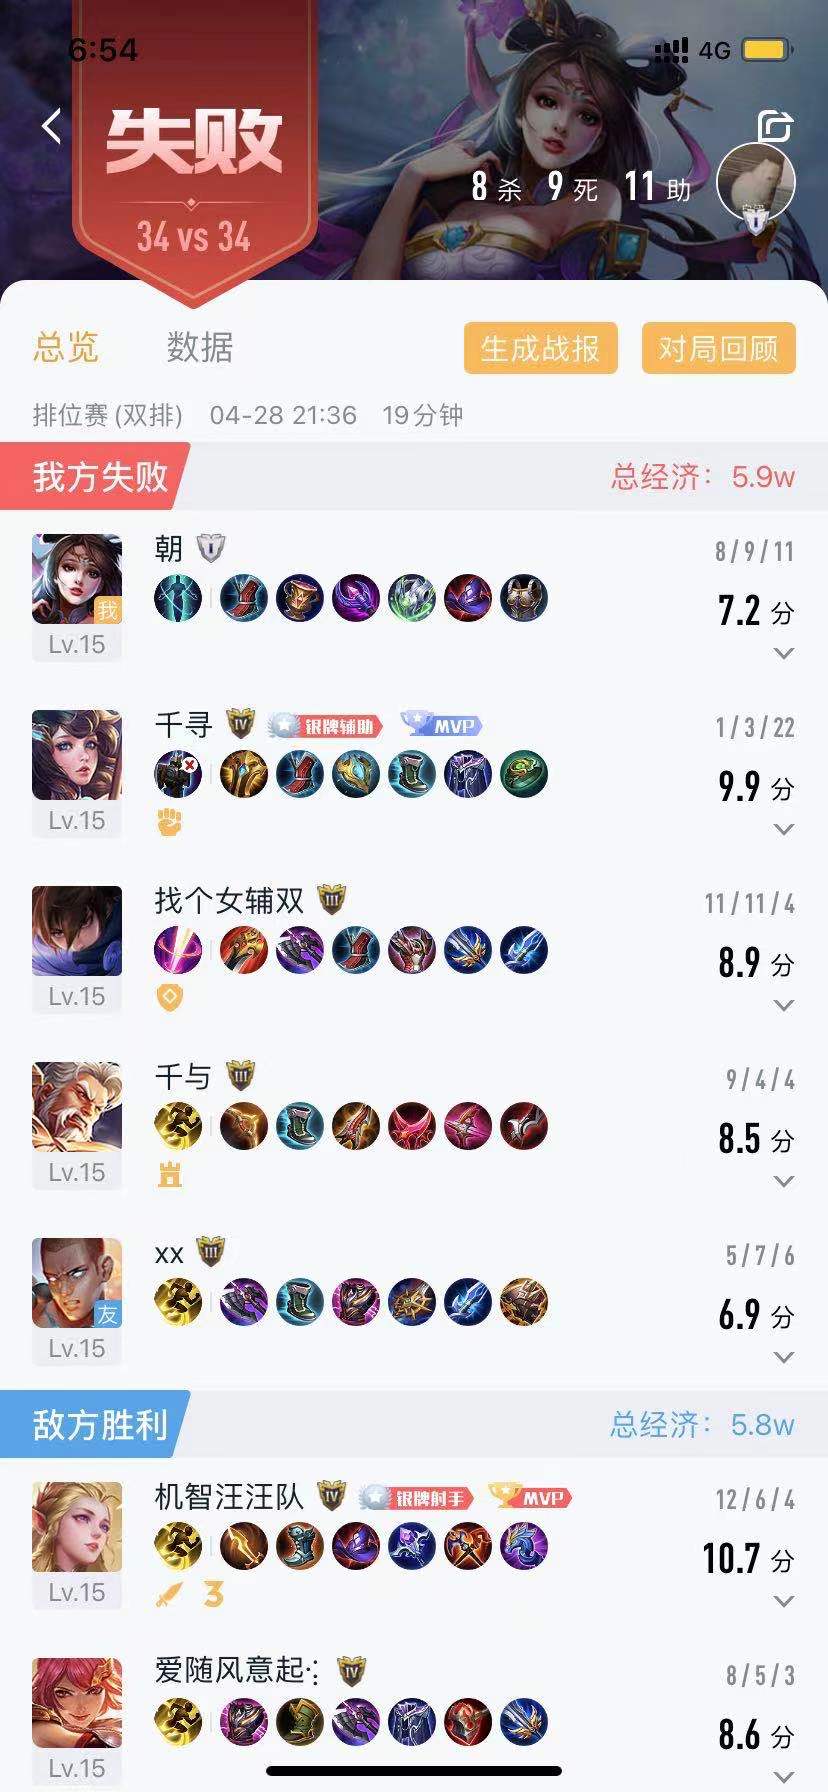 6:54
4G
失败
34 vs 34
8 杀 9 死 11 助
总览 数据 生成战报 对局回顾
排位赛 (双排) 04-28 21:36 19分钟
我方失败 总经济: 5.9w
朝 8/9/11
我
7.2 分
Lv.15
千寻 IV 银牌辅助 MVP 1/3/22
9.9 分
Lv.15
找个女辅双 III 11/11/4
8.9 分
Lv.15
千与 III 9/4/4
8.5 分
Lv.15
xx III 5/7/6
友
6.9 分
Lv.15
敌方胜利 总经济: 5.8w
机智汪汪队 IV 银牌射手 MVP 12/6/4
10.7 分
Lv.15
3
爱随风意起·: IV 8/5/3
8.6 分
Lv.15